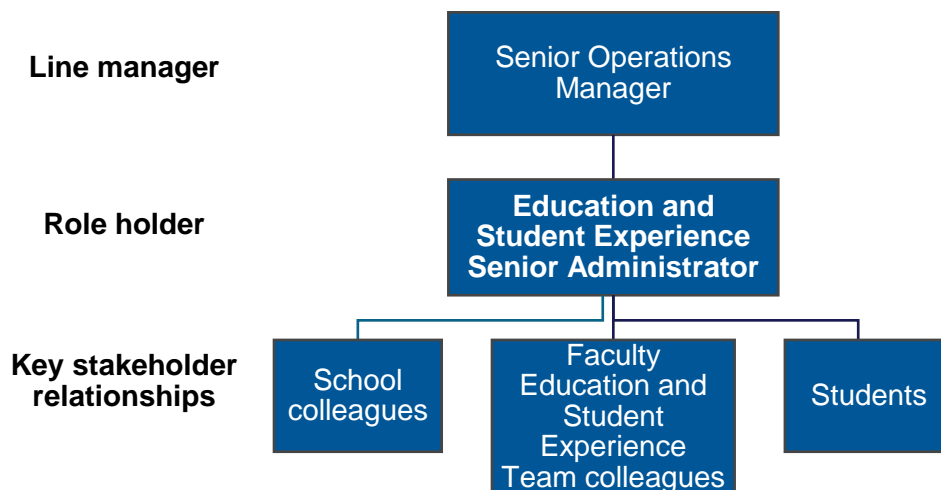 Line manager
Senior Operations
Manager
Role holder
Education and
Student Experience
Senior Administrator
Key stakeholder
relationships
School
colleagues
Faculty
Education and
Student
Experience
Team colleagues
Students